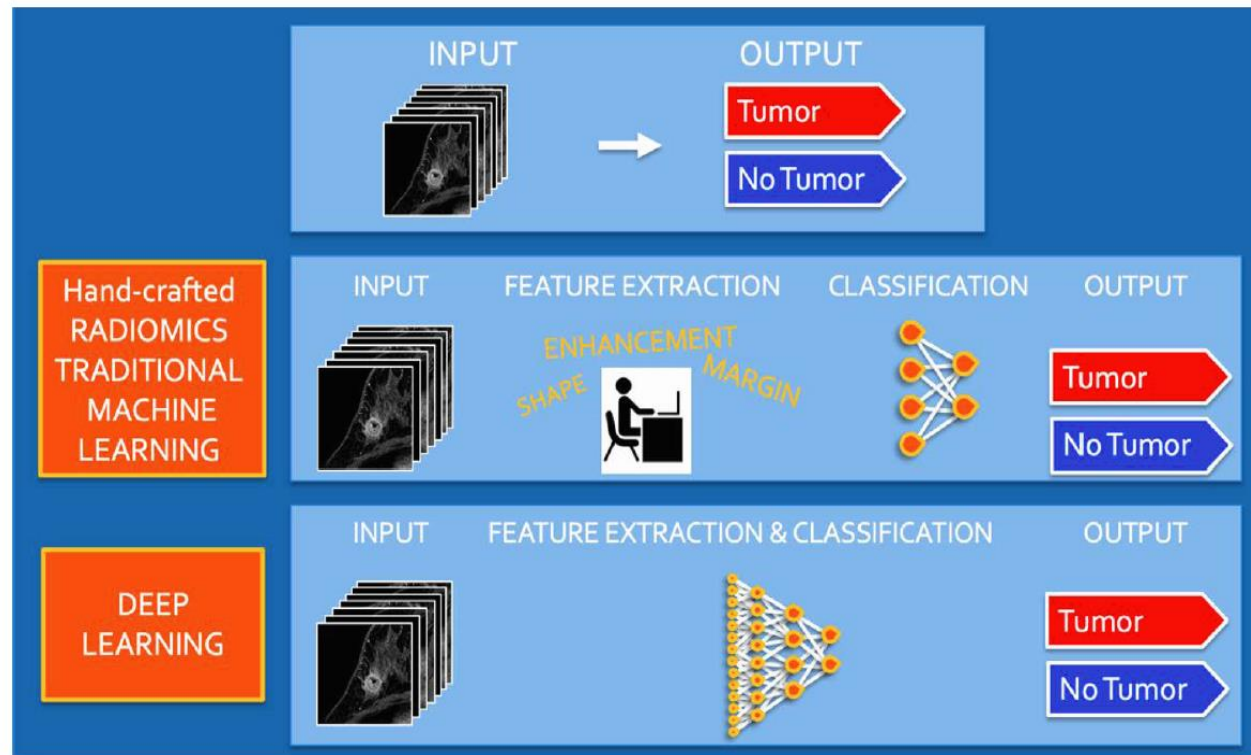 INPUT OUTPUT
Tumor
No Tumor
Hand-crafted
RADIOMICS
TRADITIONAL
MACHINE
LEARNING
INPUT FEATURE EXTRACTION CLASSIFICATION OUTPUT
ENHANCEMENT
SHAPE
MARGIN
Tumor
No Tumor
DEEP
LEARNING
INPUT FEATURE EXTRACTION & CLASSIFICATION OUTPUT
Tumor
No Tumor